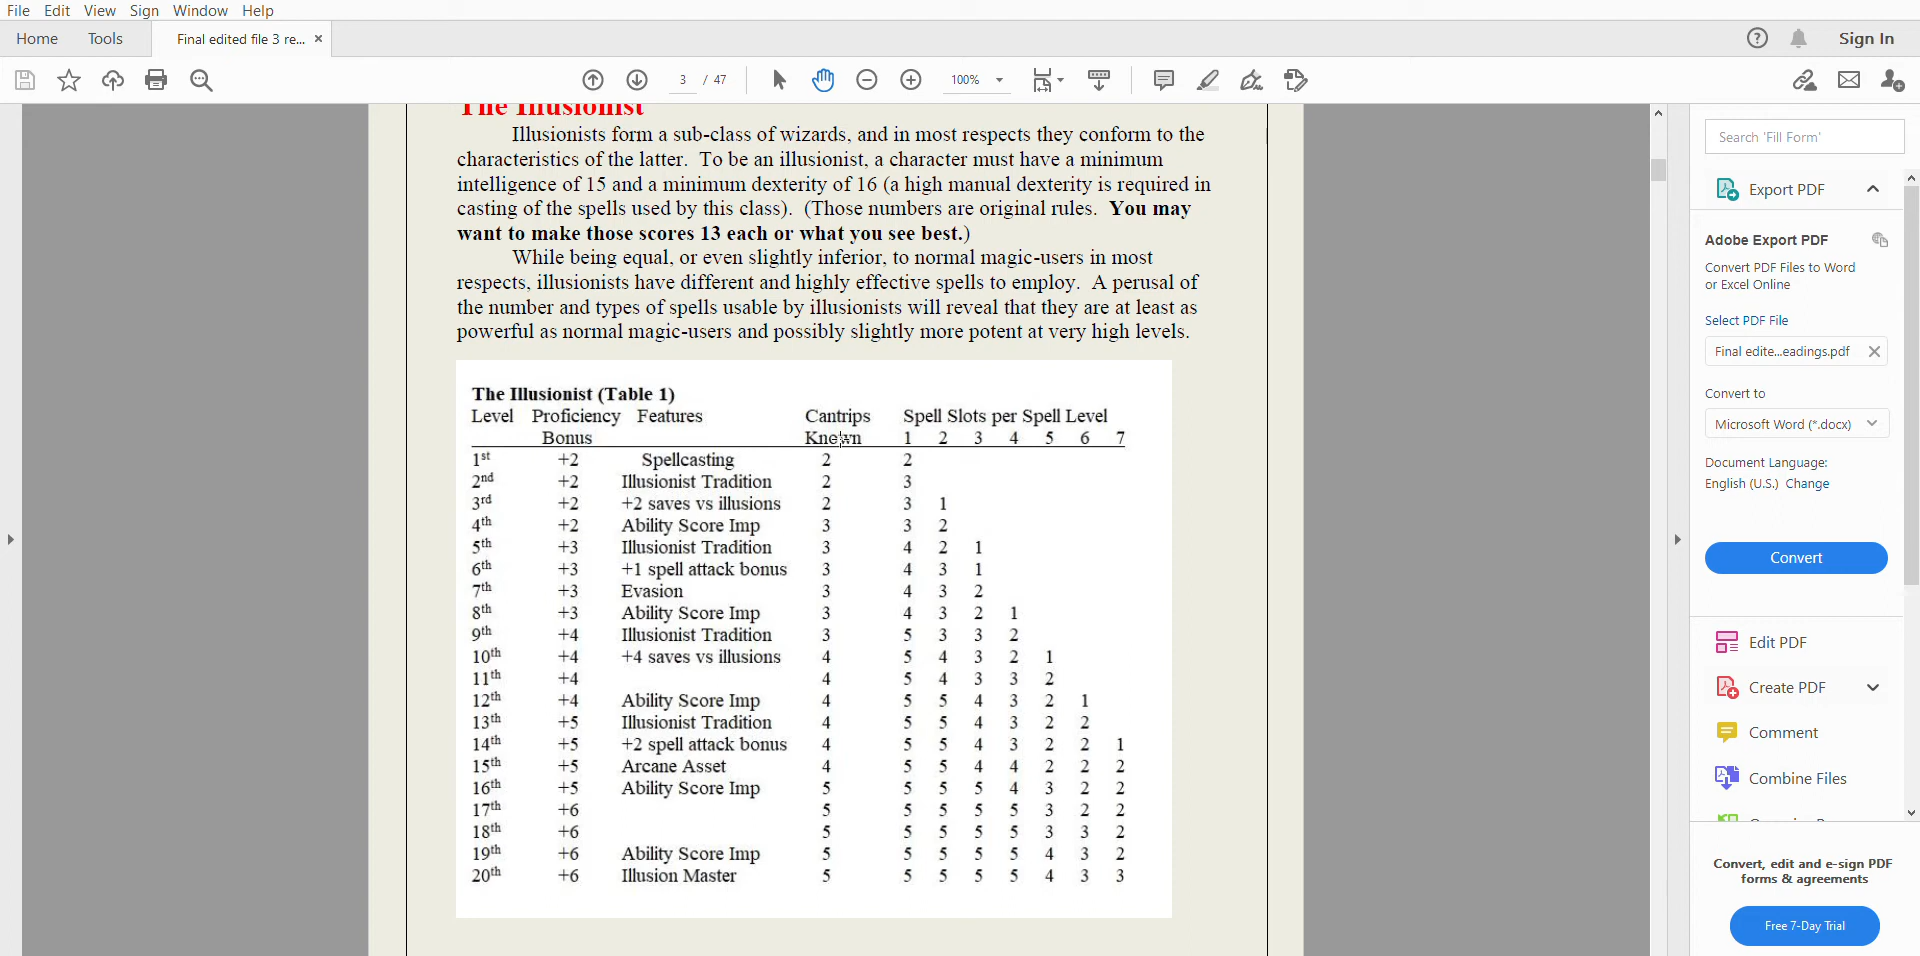 File Edit View Sign Window Help
Home Tools Final edited file 3 re... × Sign In
3 / 47 100%
The Illusionist
Illusionists form a sub-class of wizards, and in most respects they conform to the
characteristics of the latter. To be an illusionist, a character must have a minimum
intelligence of 15 and a minimum dexterity of 16 (a high manual dexterity is required in
casting of the spells used by this class). (Those numbers are original rules. You may
want to make those scores 13 each or what you see best.)
While being equal, or even slightly inferior, to normal magic-users in most
respects, illusionists have different and highly effective spells to employ. A perusal of
the number and types of spells usable by illusionists will reveal that they are at least as
powerful as normal magic-users and possibly slightly more potent at very high levels.
The Illusionist (Table 1)
Level Proficiency Features Cantrips Spell Slots per Spell Level
Bonus Known 1 2 3 4 5 6 7
1st +2 Spellcasting 2 2
2nd +2 Illusionist Tradition 2 3
3rd +2 +2 saves vs illusions 2 3 1
4th +2 Ability Score Imp 3 3 2
5th +3 Illusionist Tradition 3 4 2 1
6th +3 +1 spell attack bonus 3 4 3 1
7th +3 Evasion 3 4 3 2
8th +3 Ability Score Imp 3 4 3 2 1
9th +4 Illusionist Tradition 3 5 3 3 2
10th +4 +4 saves vs illusions 4 5 4 3 2 1
11th +4 4 5 4 3 3 2
12th +4 Ability Score Imp 4 5 5 4 3 2 1
13th +5 Illusionist Tradition 4 5 5 4 3 2 2
14th +5 +2 spell attack bonus 4 5 5 4 3 2 2 1
15th +5 Arcane Asset 4 5 5 4 4 2 2 2
16th +5 Ability Score Imp 5 5 5 5 4 3 2 2
17th +6 5 5 5 5 5 3 2 2
18th +6 5 5 5 5 5 3 3 2
19th +6 Ability Score Imp 5 5 5 5 5 4 3 2
20th +6 Illusion Master 5 5 5 5 5 4 3 3
Search 'Fill Form'
Export PDF
Adobe Export PDF
Convert PDF Files to Word
or Excel Online
Select PDF File
Final edite...eadings.pdf
Convert to
Microsoft Word (*.docx)
Document Language:
English (U.S.) Change
Convert
Edit PDF
Create PDF
Comment
Combine Files
Convert, edit and e-sign PDF
forms & agreements
Free 7-Day Trial